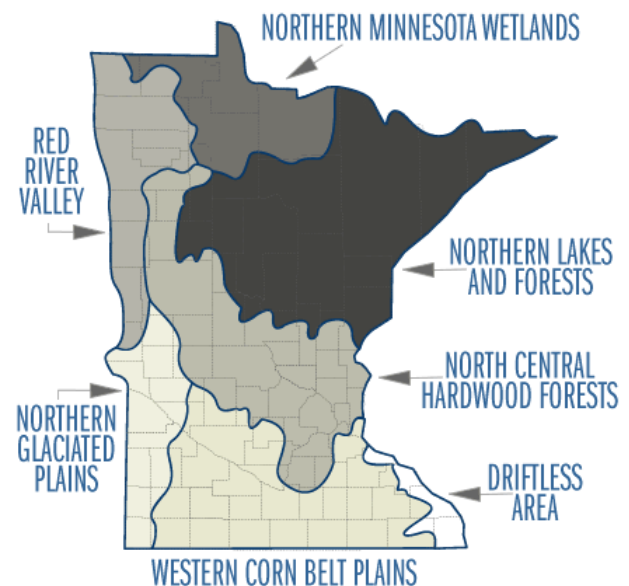 NORTHERN MINNESOTA WETLANDS
RED
RIVER
VALLEY
NORTHERN LAKES
AND FORESTS
NORTH CENTRAL
HARDWOOD FORESTS
NORTHERN
GLACIATED
PLAINS
DRIFTLESS
AREA
WESTERN CORN BELT PLAINS